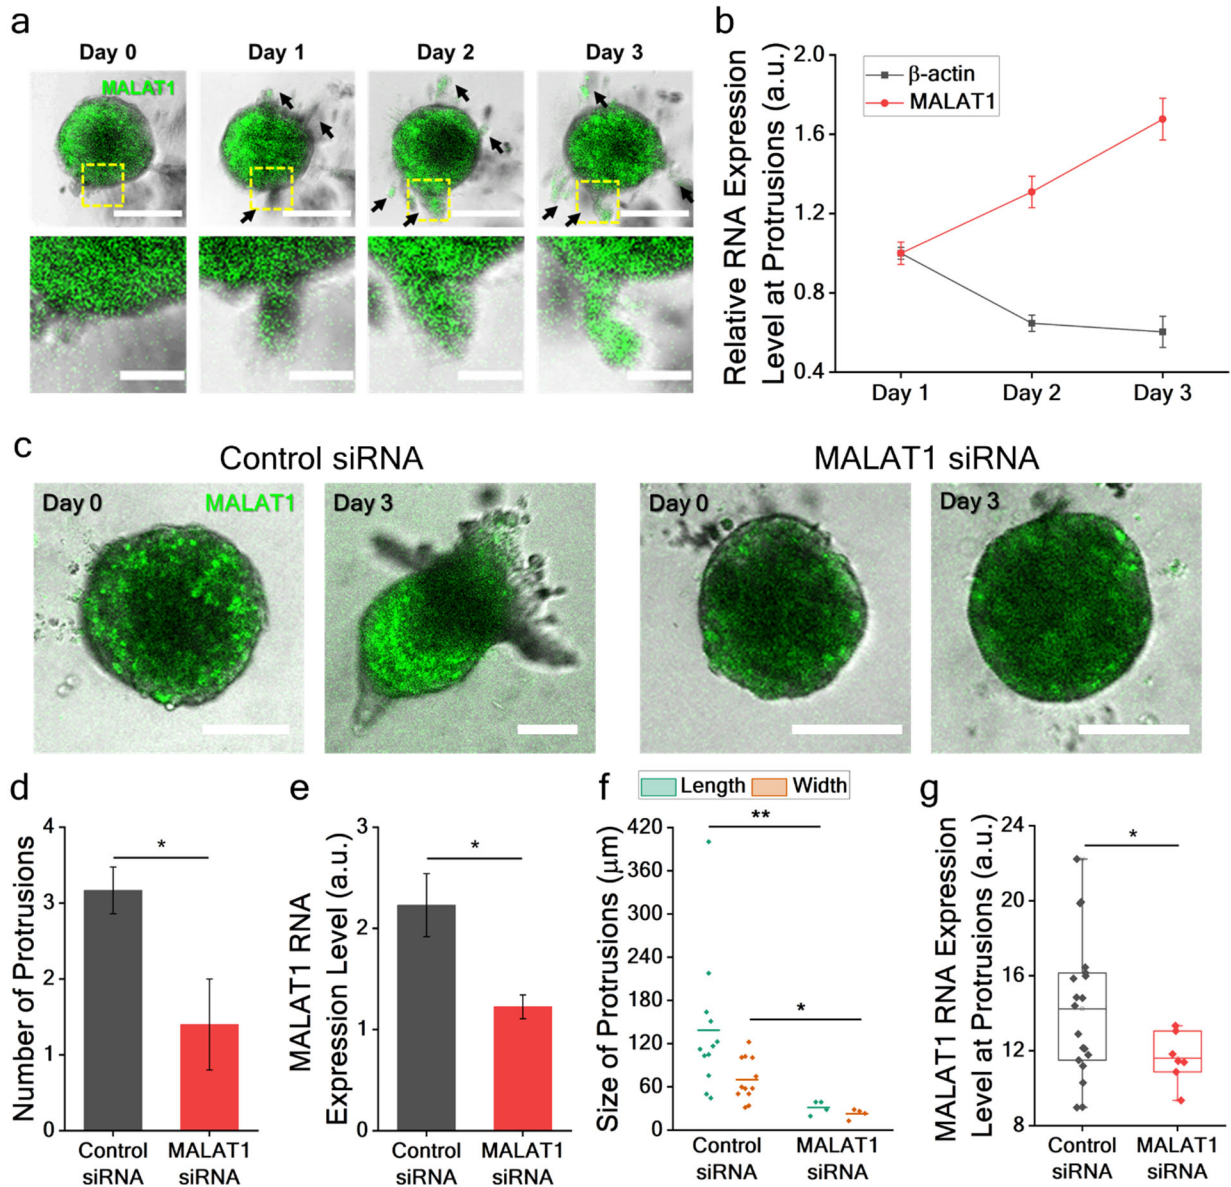 a
Day 0
Day 1
Day 2
Day 3
MALAT1
b
Relative RNA Expression
Level at Protrusions (a.u.)
2.0
1.6
1.2
0.8
0.4
β-actin
MALAT1
Day 1
Day 2
Day 3
c
Control siRNA
MALAT1 siRNA
Day 0
MALAT1
Day 3
Day 0
Day 3
d
Number of Protrusions
4
3
2
1
0
*
Control
siRNA
MALAT1
siRNA
e
MALAT1 RNA
Expression Level (a.u.)
3
2
1
0
*
Control
siRNA
MALAT1
siRNA
f
Length
Width
Size of Protrusions (μm)
420
360
300
240
180
120
60
0
**
*
Control
siRNA
MALAT1
siRNA
g
MALAT1 RNA Expression
Level at Protrusions (a.u.)
24
20
16
12
8
*
Control
siRNA
MALAT1
siRNA